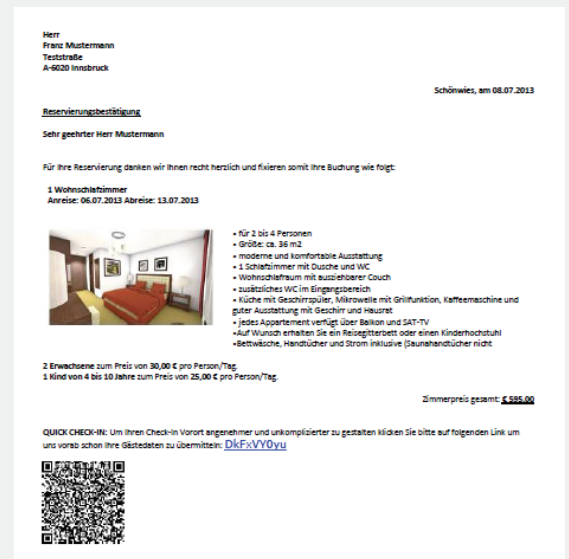 Herr
Franz Mustermann
Teststraße
A-6020 Innsbruck
Schönwies, am 08.07.2013
Reservierungsbestätigung
Sehr geehrter Herr Mustermann
Für Ihre Reservierung danken wir Ihnen recht herzlich und fixieren somit Ihre Buchung wie folgt:
1 Wohnschlafzimmer
Anreise: 06.07.2013 Abreise: 13.07.2013
• für 2 bis 4 Personen
• Größe: ca. 36 m2
• moderne und komfortable Ausstattung
• 1 Schlafzimmer mit Dusche und WC
• Wohnschlafraum mit ausziehbarer Couch
• zusätzliches WC im Eingangsbereich
• Küche mit Geschirrspüler, Mikrowelle mit Grillfunktion, Kaffeemaschine und
guter Ausstattung mit Geschirr und Hausrat
• jedes Appartement verfügt über Balkon und SAT-TV
•Auf Wunsch erhalten Sie ein Reisegitterbett oder einen Kinderhochstuhl
•Bettwäsche, Handtücher und Strom inklusive (Saunahandtücher nicht
2 Erwachsene zum Preis von 30,00 € pro Person/Tag.
1 Kind von 4 bis 10 Jahre zum Preis von 25,00 € pro Person/Tag.
Zimmerpreis gesamt: € 595,00
QUICK CHECK-IN: Um Ihren Check-In Vorort angenehmer und unkomplizierter zu gestalten klicken Sie bitte auf folgenden Link um
uns vorab schon Ihre Gästedaten zu übermitteln: DkFxVY0yu